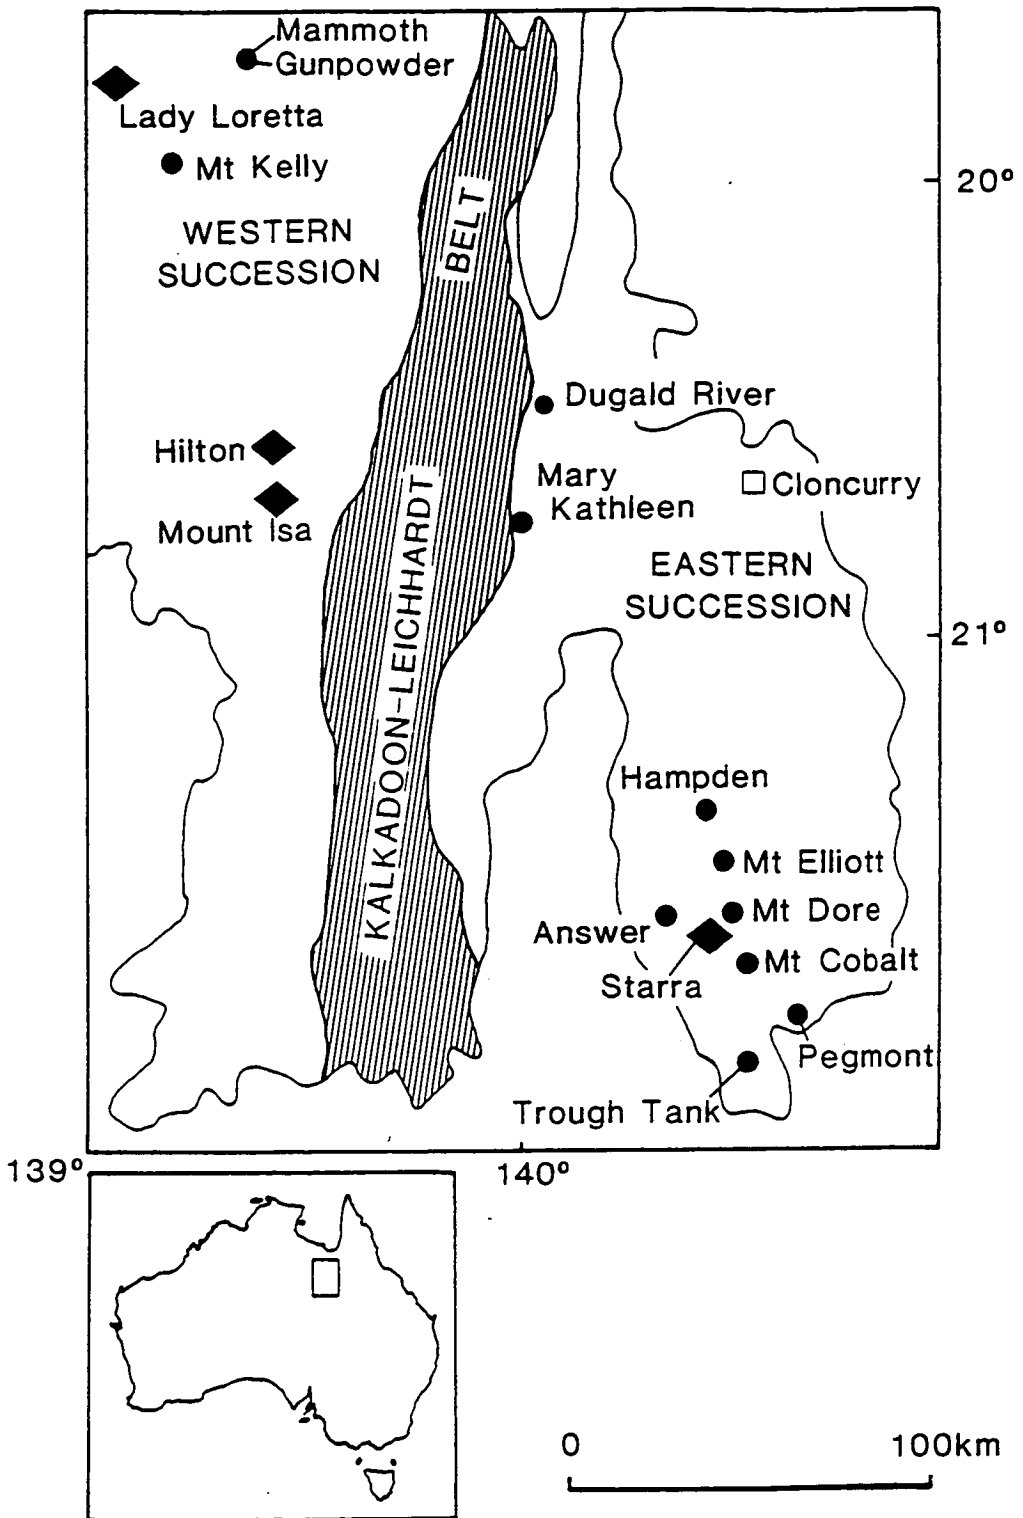 Mammoth
Gunpowder
Lady Loretta
Mt Kelly
20°
WESTERN
SUCCESSION
BELT
Dugald River
Hilton
Mary
Kathleen
Cloncurry
Mount Isa
EASTERN
SUCCESSION
21°
KALKADOON-LEICHHARDT
Hampden
Mt Elliott
Mt Dore
Answer
Mt Cobalt
Starra
Pegmont
Trough Tank
139°
140°
0
100km